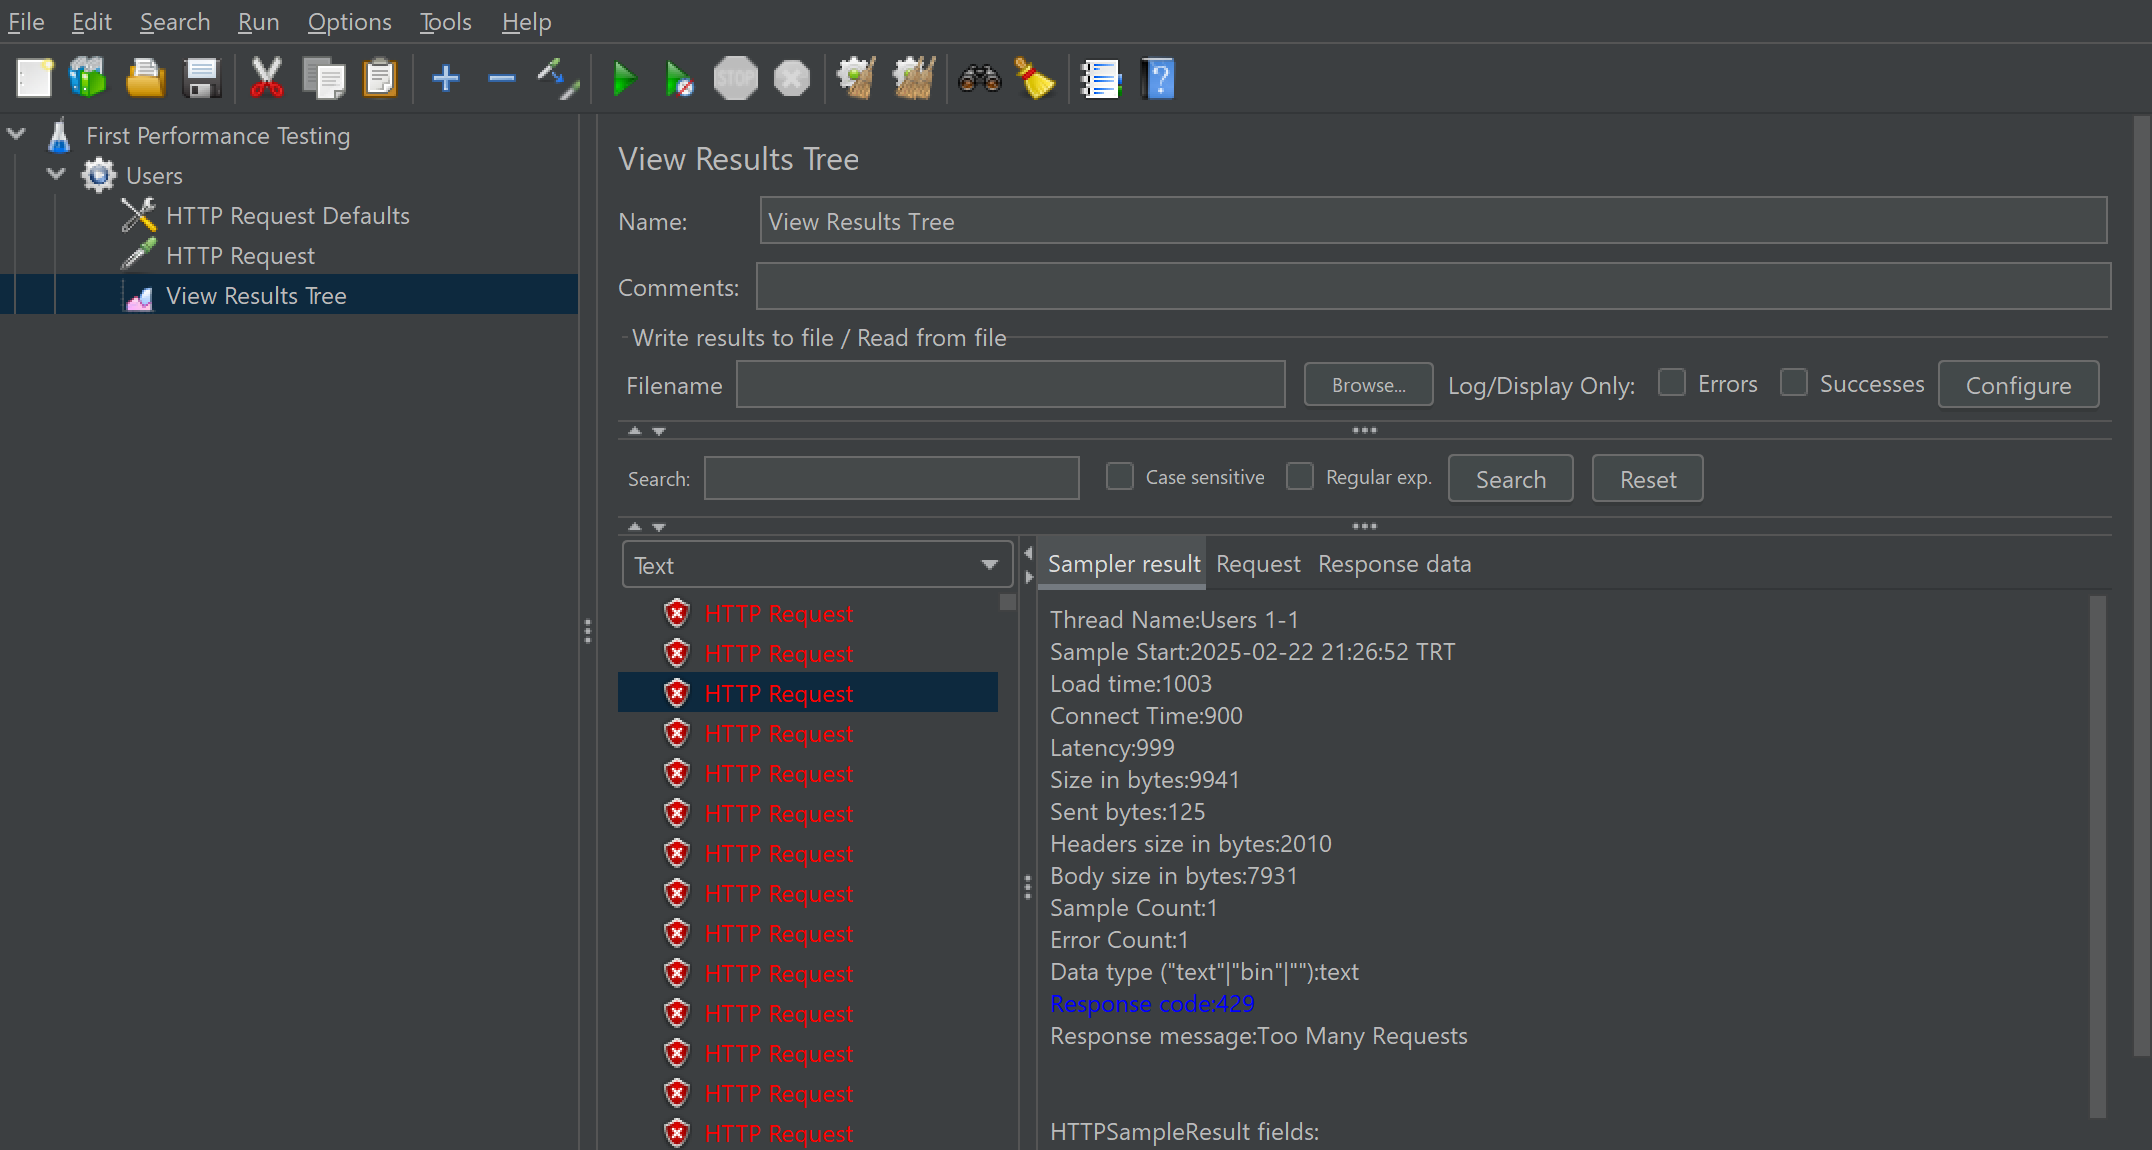 File Edit Search Run Options Tools Help
STOP
First Performance Testing
Users
HTTP Request Defaults
HTTP Request
View Results Tree
View Results Tree
Name: View Results Tree
Comments:
Write results to file / Read from file
Filename Browse... Log/Display Only: Errors Successes Configure
Search: Case sensitive Regular exp. Search Reset
Text
HTTP Request
HTTP Request
HTTP Request
HTTP Request
HTTP Request
HTTP Request
HTTP Request
HTTP Request
HTTP Request
HTTP Request
HTTP Request
HTTP Request
HTTP Request
HTTP Request
Sampler result Request Response data
Thread Name:Users 1-1
Sample Start:2025-02-22 21:26:52 TRT
Load time:1003
Connect Time:900
Latency:999
Size in bytes:9941
Sent bytes:125
Headers size in bytes:2010
Body size in bytes:7931
Sample Count:1
Error Count:1
Data type ("text"|"bin"|""):text
Response code:429
Response message:Too Many Requests
HTTPSampleResult fields: